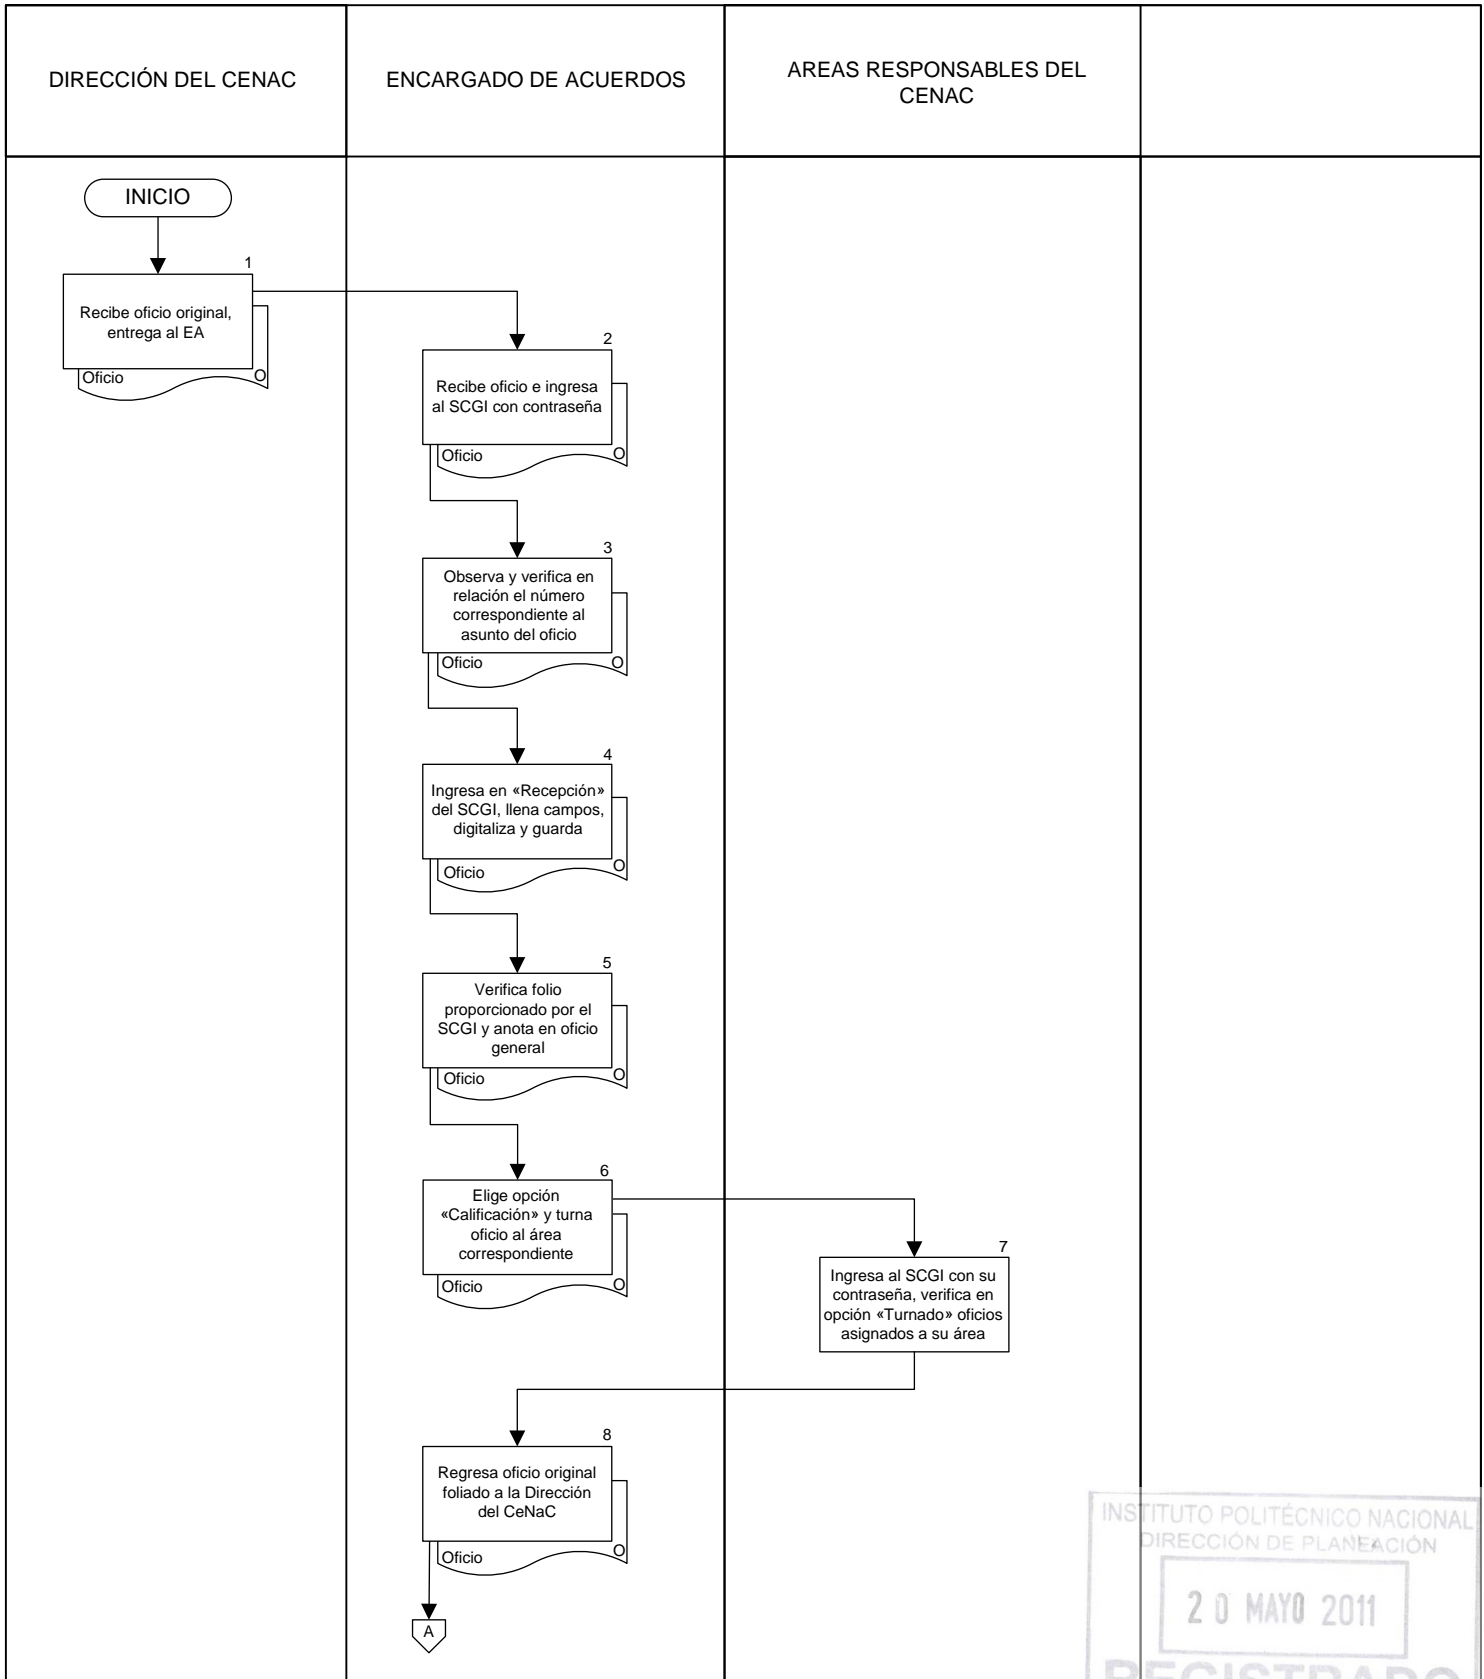 DIRECCIÓN DEL CENAC
ENCARGADO DE ACUERDOS
AREAS RESPONSABLES DEL
CENAC
INICIO
1
Recibe oficio original,
entrega al EA
Oficio
O
2
Recibe oficio e ingresa
al SCGI con contraseña
Oficio
O
3
Observa y verifica en
relación el número
correspondiente al
asunto del oficio
Oficio
O
4
Ingresa en «Recepción»
del SCGI, llena campos,
digitaliza y guarda
Oficio
O
5
Verifica folio
proporcionado por el
SCGI y anota en oficio
general
Oficio
O
6
Elige opción
«Calificación» y turna
oficio al área
correspondiente
Oficio
O
7
Ingresa al SCGI con su
contraseña, verifica en
opción «Turnado» oficios
asignados a su área
8
Regresa oficio original
foliado a la Dirección
del CeNaC
Oficio
O
A
INSTITUTO POLITÉCNICO NACIONAL
DIRECCIÓN DE PLANEACIÓN
20 MAYO 2011
REGISTRADO